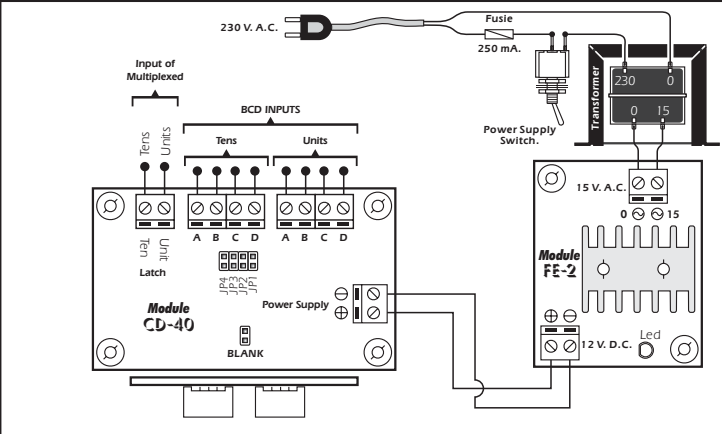 230 V. A.C.
Fusie
250 mA.
Power Supply
Switch.
Transformer
230 0
0 15
Input of
Multiplexed
Tens
Units
BCD INPUTS
Tens
Units
A B C D
A B C D
Ten
Unit
Latch
JP4
JP3
JP2
JP1
Module
CD-40
Power Supply
BLANK
15 V. A.C.
0 15
Module
FE-2
12 V. D.C.
Led